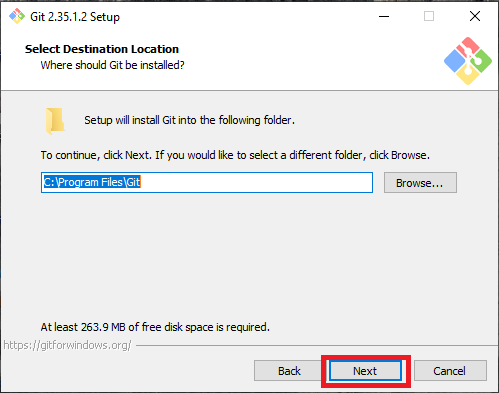 Git 2.35.1.2 Setup
Select Destination Location
Where should Git be installed?
Setup will install Git into the following folder.
To continue, click Next. If you would like to select a different folder, click Browse.
C:\Program Files\Git
Browse...
At least 263.9 MB of free disk space is required.
https://gitforwindows.org/
Back
Next
Cancel